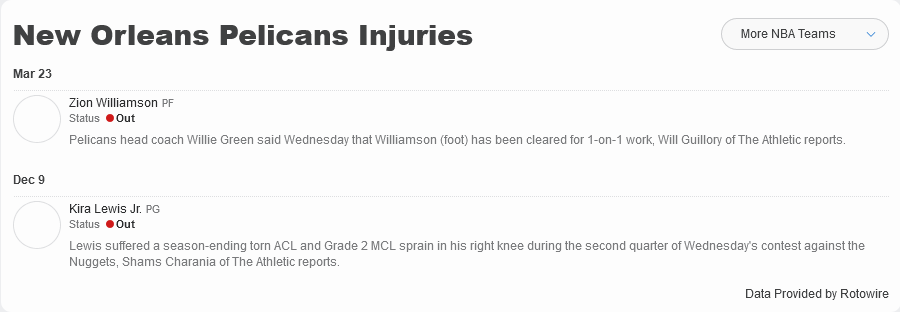 New Orleans Pelicans Injuries
More NBA Teams
Mar 23
Zion Williamson PF
Status Out
Pelicans head coach Willie Green said Wednesday that Williamson (foot) has been cleared for 1-on-1 work, Will Guillory of The Athletic reports.
Dec 9
Kira Lewis Jr. PG
Status Out
Lewis suffered a season-ending torn ACL and Grade 2 MCL sprain in his right knee during the second quarter of Wednesday's contest against the
Nuggets, Shams Charania of The Athletic reports.
Data Provided by Rotowire